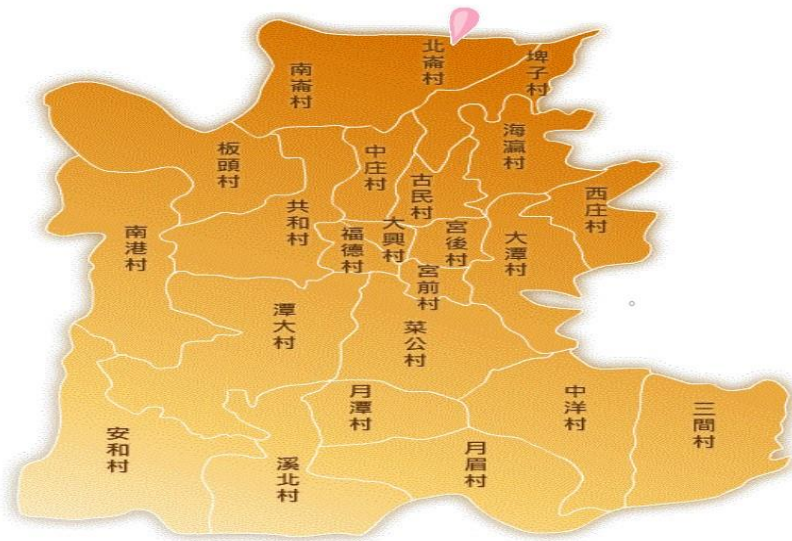 北崙村
埤子村
南崙村
海瀛村
板頭村
中庄村
古民村
西庄村
共和村
大興村
福德村
宮後村
大潭村
南港村
宮前村
潭大村
菜公村
月潭村
中洋村
三間村
安和村
溪北村
月眉村